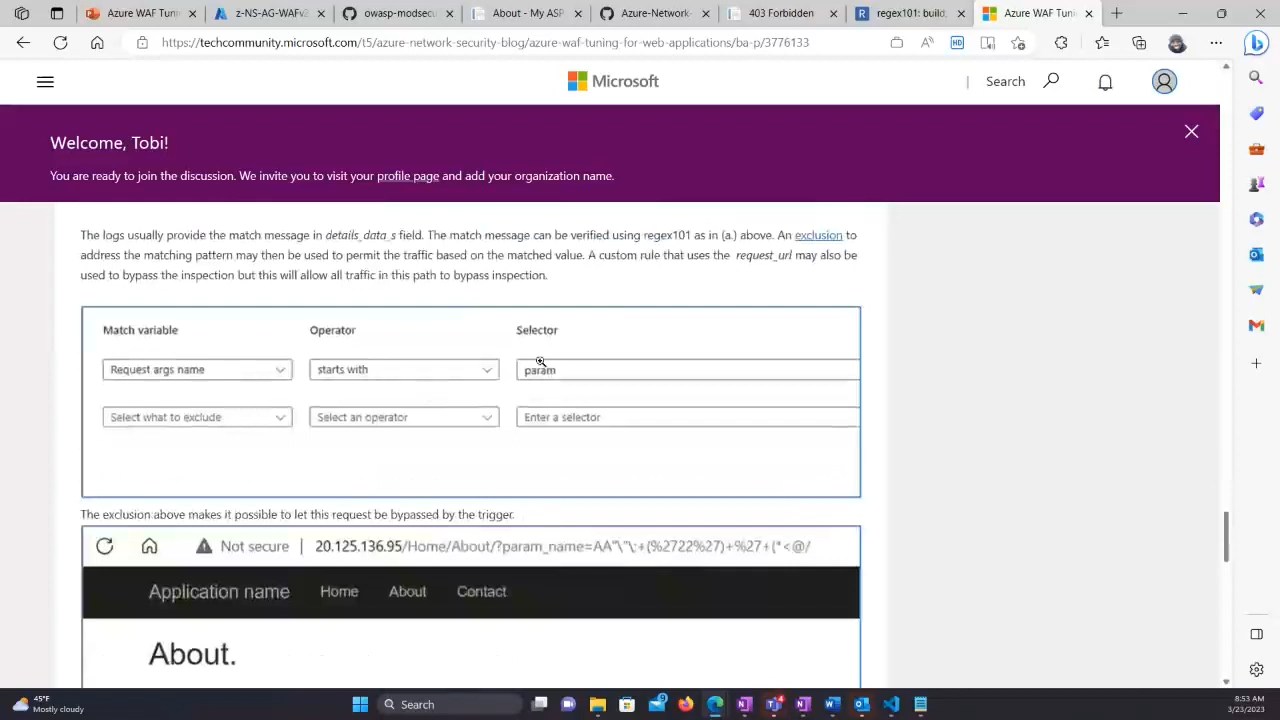 Azure WAF Tuni
z-NS-AG-WAFv2
owasp-modsecu
About - My ASP
Azure-Network-
403 Forbidden
regex101: build,
Azure WAF Tuni
https://techcommunity.microsoft.com/t5/azure-network-security-blog/azure-waf-tuning-for-web-applications/ba-p/3776133
Microsoft
Search
Welcome, Tobi!
You are ready to join the discussion. We invite you to visit your profile page and add your organization name.
The logs usually provide the match message in details_data_s field. The match message can be verified using regex101 as in (a.) above. An exclusion to
address the matching pattern may then be used to permit the traffic based on the matched value. A custom rule that uses the request_url may also be
used to bypass the inspection but this will allow all traffic in this path to bypass inspection.
Match variable Operator Selector
Request args name starts with param
Select what to exclude Select an operator Enter a selector
The exclusion above makes it possible to let this request be bypassed by the trigger.
Not secure | 20.125.136.95/Home/About/?param_name=AA"\"\;+(%2722%27)+%27+(*<@/
Application name Home About Contact
About.
45°F
Mostly cloudy
Search
8:53 AM
3/23/2023